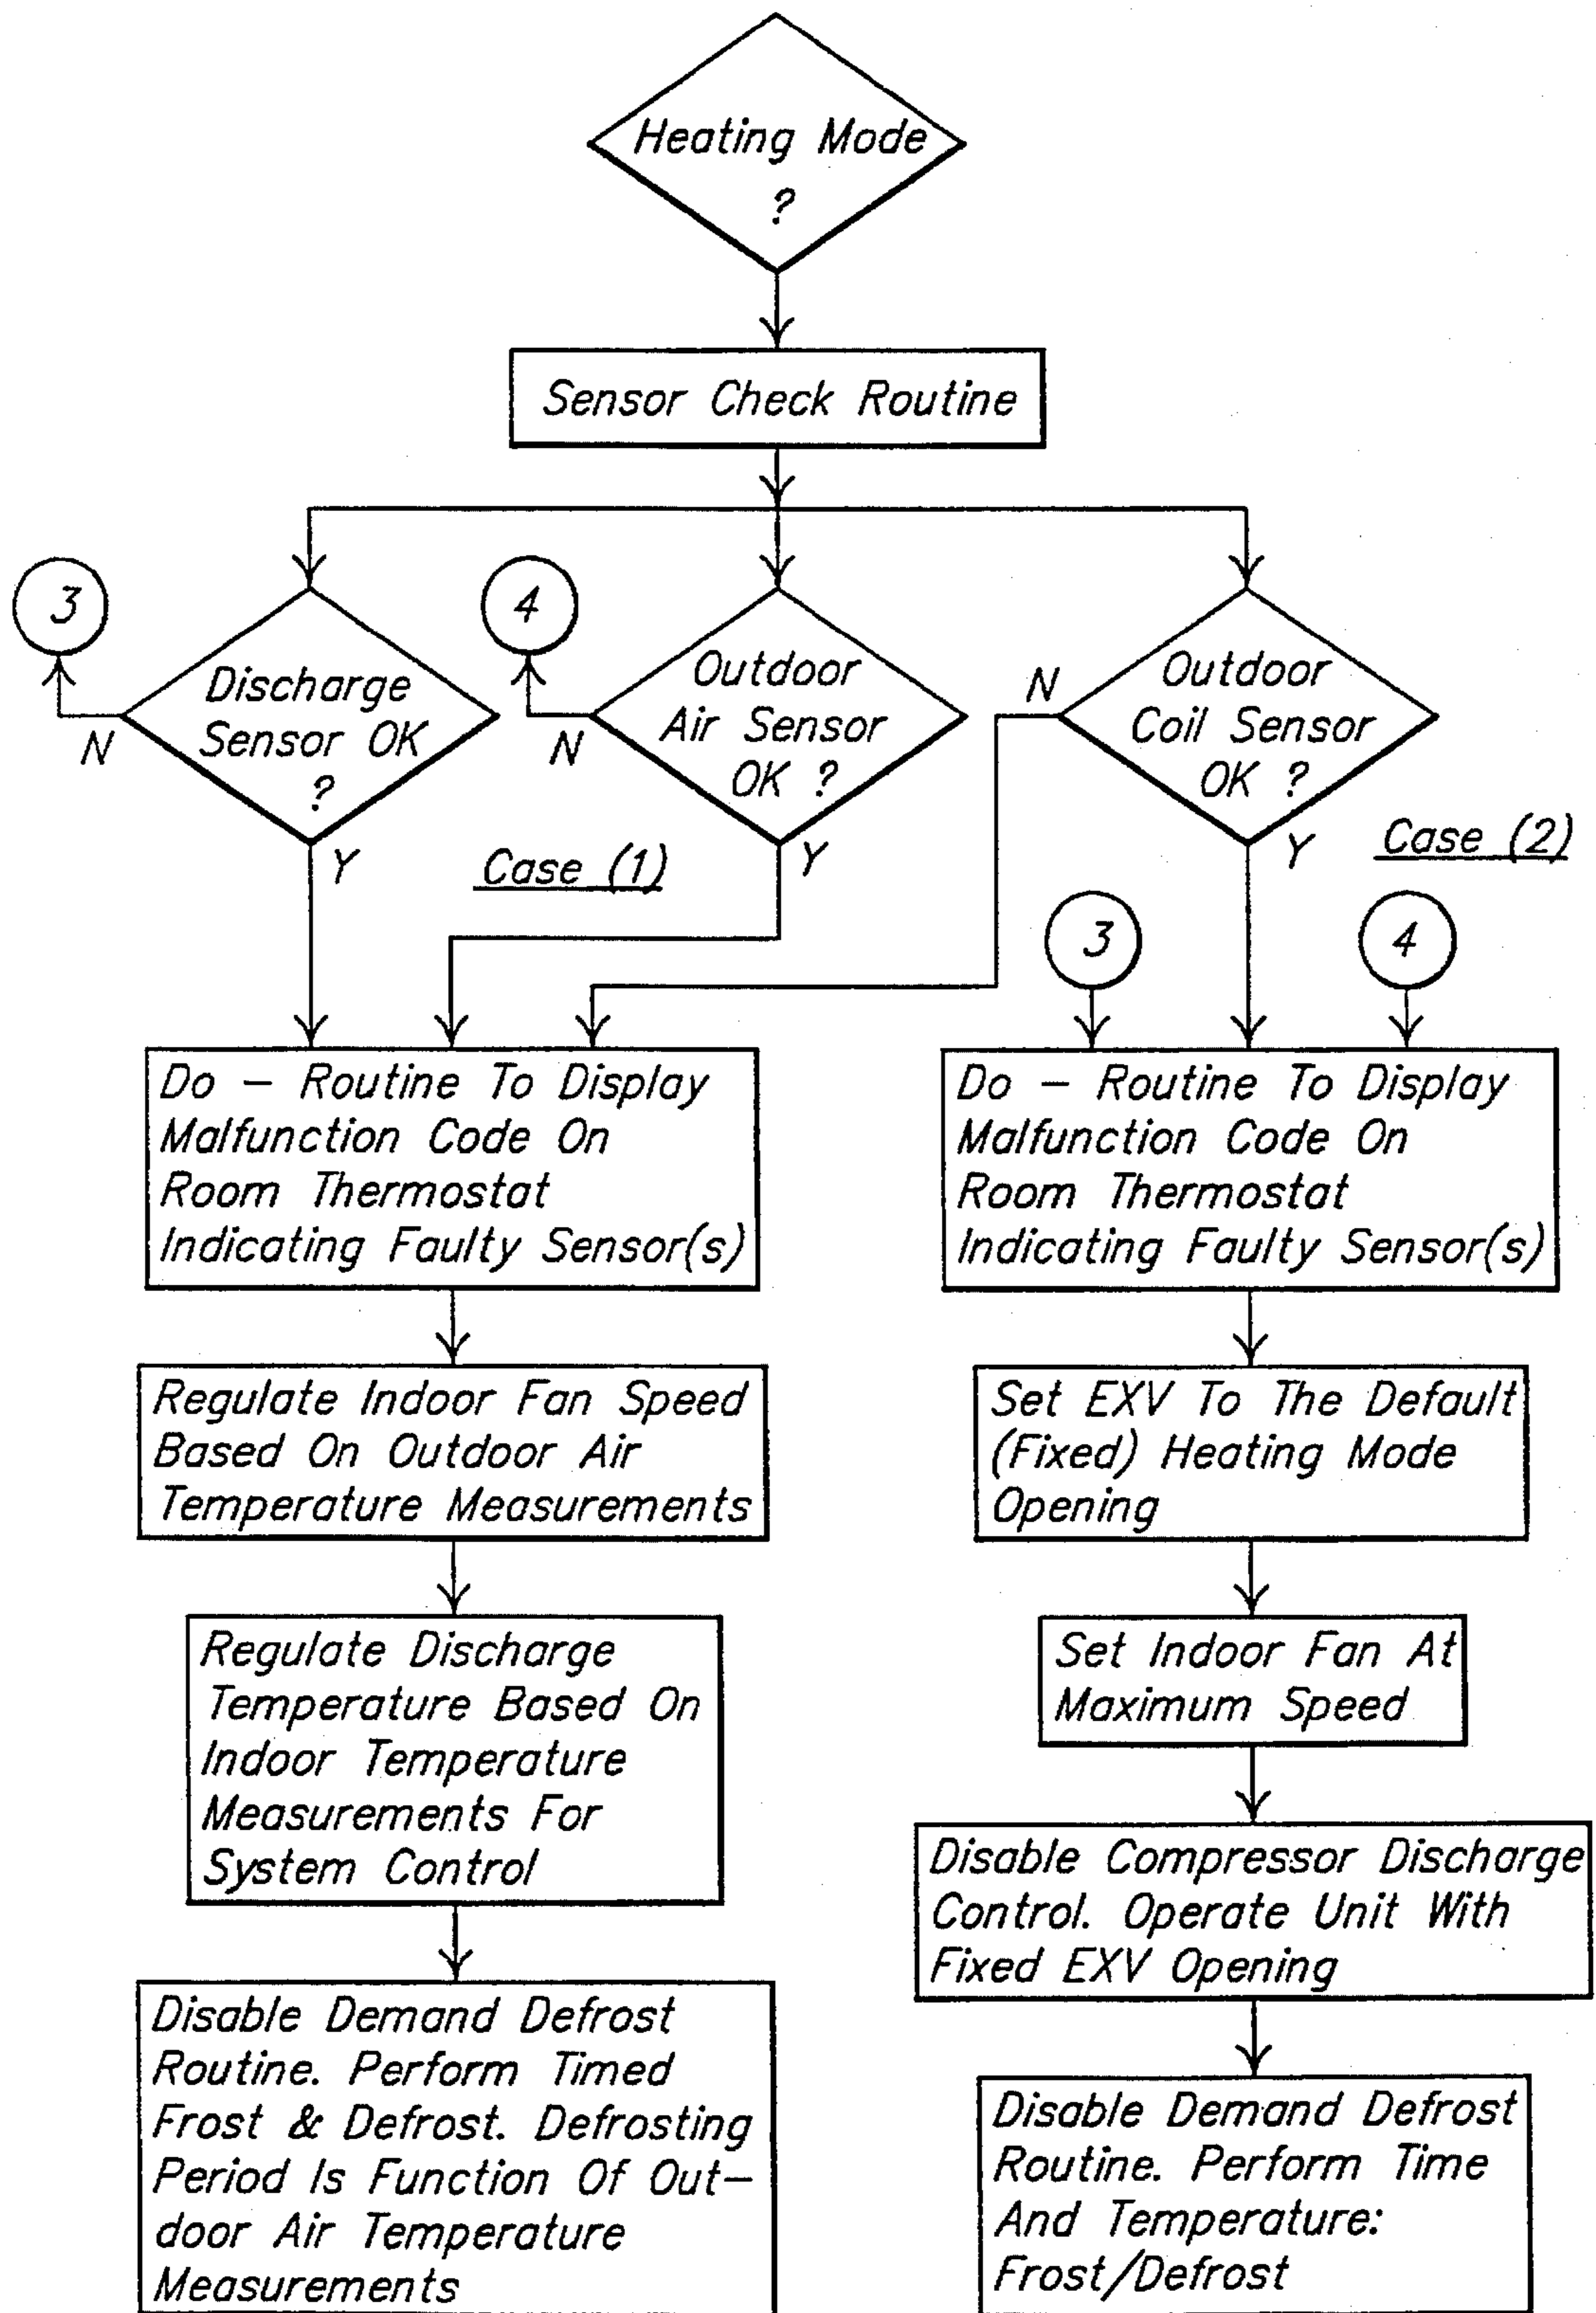 Heating Mode
?
Sensor Check Routine
3
Discharge
Sensor OK
?
N
Y
4
Outdoor
Air Sensor
OK ?
N
Y
Outdoor
Coil Sensor
OK ?
N
Y
Case (1)
Case (2)
3
4
Do – Routine To Display
Malfunction Code On
Room Thermostat
Indicating Faulty Sensor(s)
Regulate Indoor Fan Speed
Based On Outdoor Air
Temperature Measurements
Regulate Discharge
Temperature Based On
Indoor Temperature
Measurements For
System Control
Disable Demand Defrost
Routine. Perform Timed
Frost & Defrost. Defrosting
Period Is Function Of Out–
door Air Temperature
Measurements
Do – Routine To Display
Malfunction Code On
Room Thermostat
Indicating Faulty Sensor(s)
Set EXV To The Default
(Fixed) Heating Mode
Opening
Set Indoor Fan At
Maximum Speed
Disable Compressor Discharge
Control. Operate Unit With
Fixed EXV Opening
Disable Demand Defrost
Routine. Perform Time
And Temperature:
Frost/Defrost